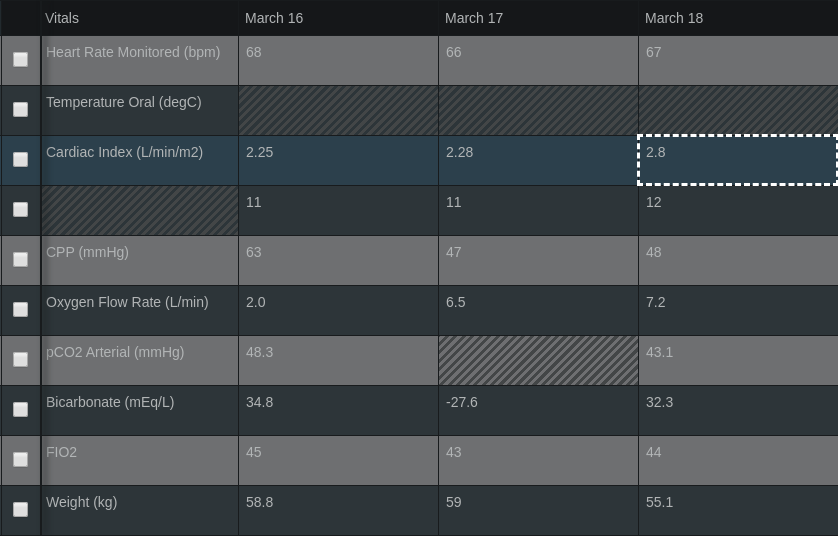 Vitals March 16 March 17 March 18
Heart Rate Monitored (bpm) 68 66 67
Temperature Oral (degC)
Cardiac Index (L/min/m2) 2.25 2.28 2.8
11 11 12
CPP (mmHg) 63 47 48
Oxygen Flow Rate (L/min) 2.0 6.5 7.2
pCO2 Arterial (mmHg) 48.3 43.1
Bicarbonate (mEq/L) 34.8 -27.6 32.3
FIO2 45 43 44
Weight (kg) 58.8 59 55.1